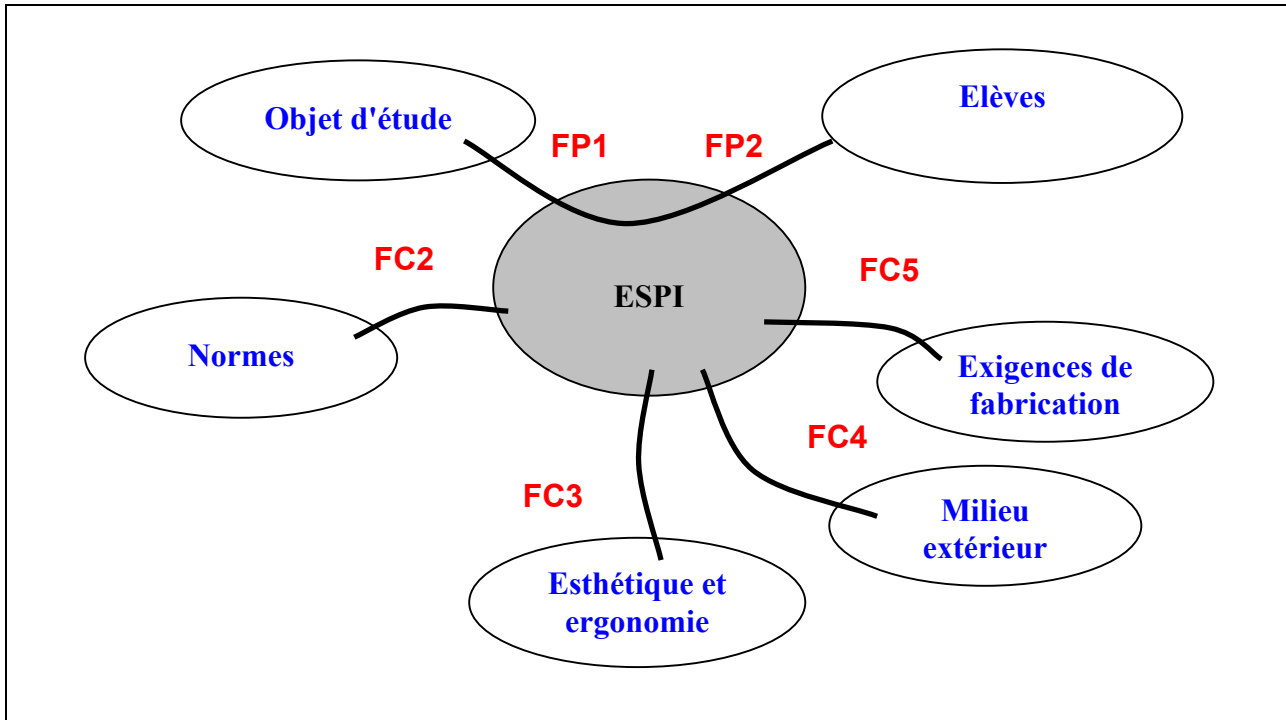 Elèves
Objet d'étude
FP1
FP2
FC2
FC5
ESPI
Normes
Exigences de
fabrication
FC4
FC3
Milieu
extérieur
Esthétique et
ergonomie